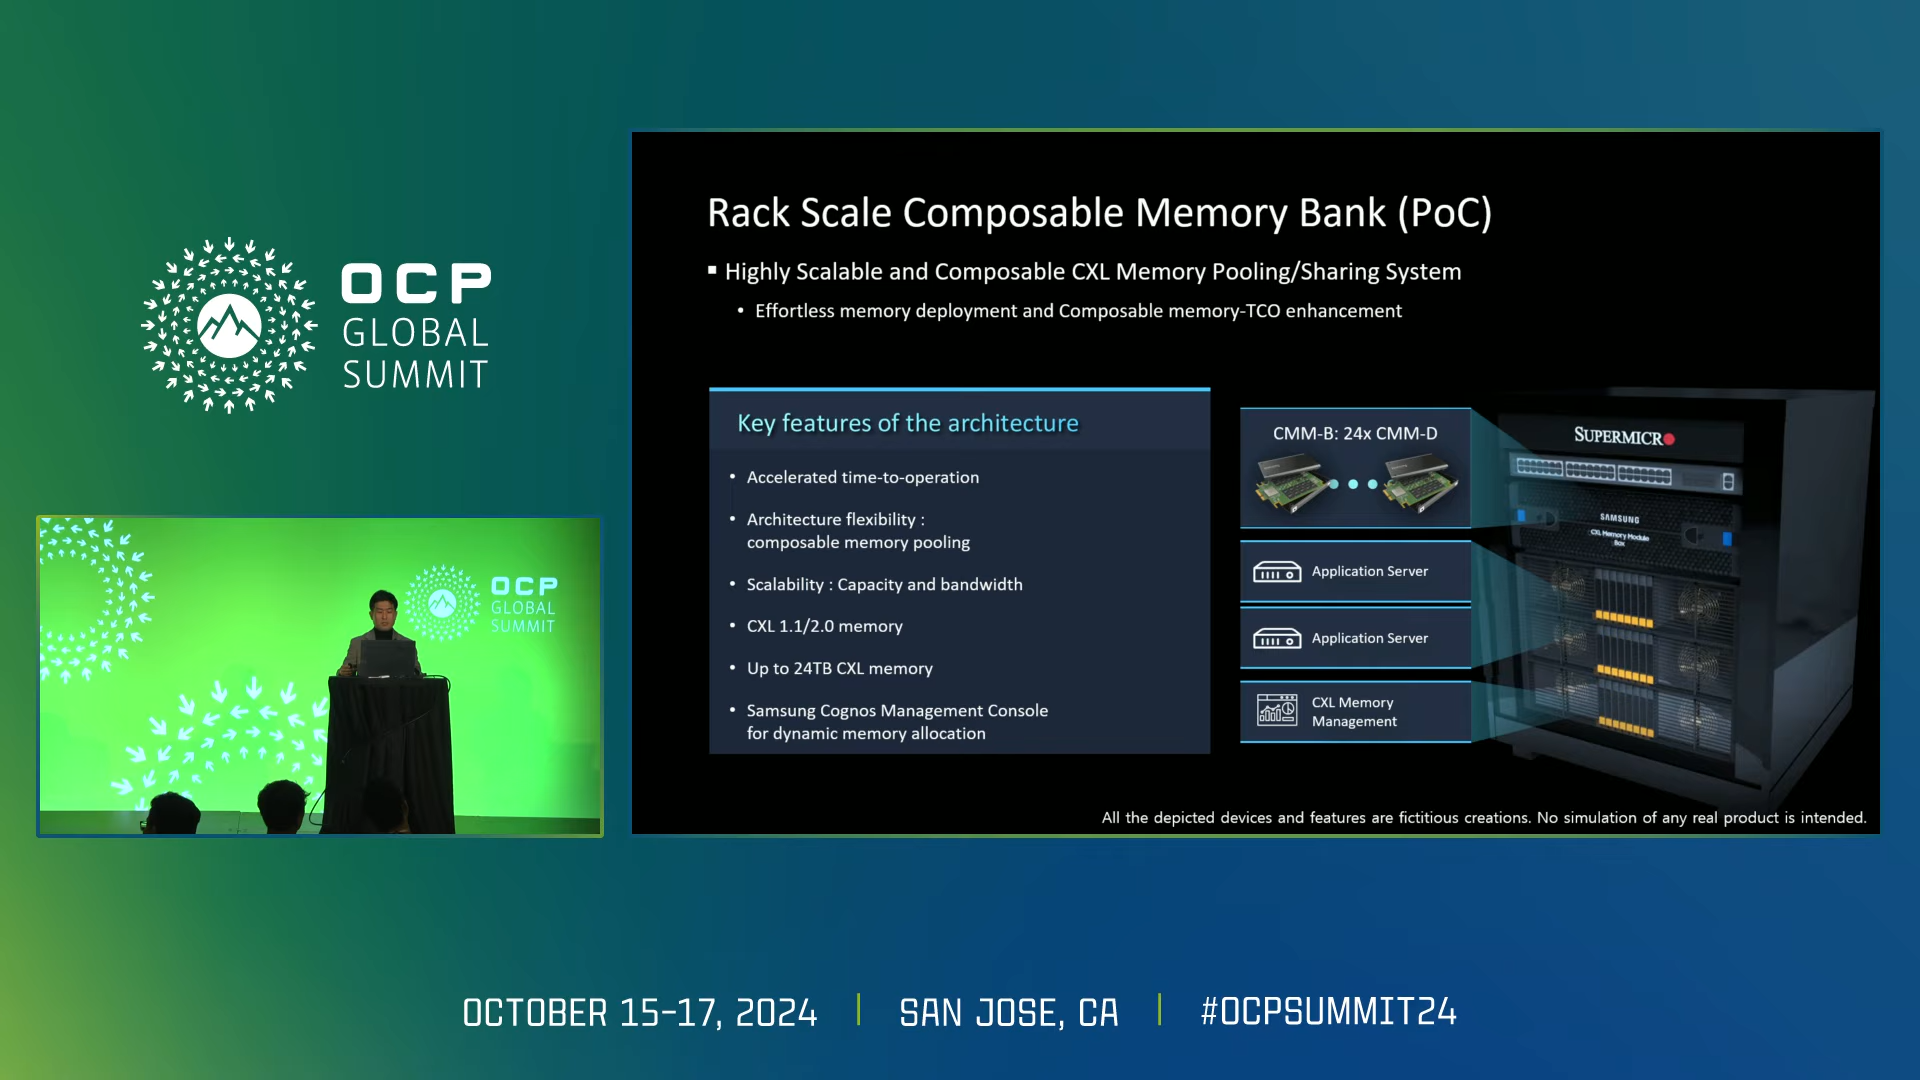 OCP
GLOBAL
SUMMIT
OCP
GLOBAL
SUMMIT
Rack Scale Composable Memory Bank (PoC)
▪ Highly Scalable and Composable CXL Memory Pooling/Sharing System
• Effortless memory deployment and Composable memory-TCO enhancement
Key features of the architecture
• Accelerated time-to-operation
• Architecture flexibility :
composable memory pooling
• Scalability : Capacity and bandwidth
• CXL 1.1/2.0 memory
• Up to 24TB CXL memory
• Samsung Cognos Management Console
for dynamic memory allocation
CMM-B: 24x CMM-D
Application Server
Application Server
CXL Memory
Management
SUPERMICRO
SAMSUNG
CXL Memory Module
Box
All the depicted devices and features are fictitious creations. No simulation of any real product is intended.
OCTOBER 15-17, 2024 | SAN JOSE, CA | #OCPSUMMIT24